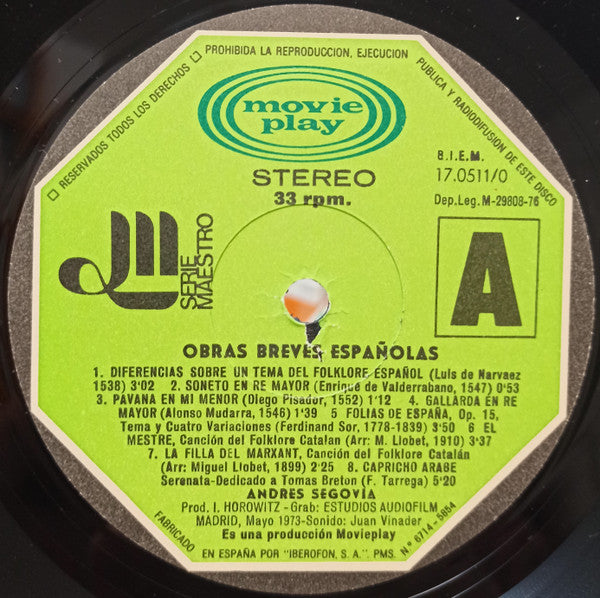 □ RESERVADOS TODOS LOS DERECHOS □ PROHIBIDA LA REPRODUCCION, EJECUCION
PUBLICA Y RADIODIFUSION DE ESTE DISCO
movie
play
STEREO
33 rpm.
B.I.E.M.
17.0511/0
Dep.Leg.M-29808-76
SERIE
MAESTRO
A
OBRAS BREVES ESPAÑOLAS
1. DIFERENCIAS SOBRE UN TEMA DEL FOLKLORE ESPAÑOL (Luis de Narvaez
1538) 3'02 2. SONETO EN RE MAYOR (Enrique de Valderrabano, 1547) 0'53
3. PAVANA EN MI MENOR (Diego Pisador, 1552) 1'12 4. GALLARDA EN RE
MAYOR (Alonso Mudarra, 1546) 1'39 5 FOLIAS DE ESPAÑA, Op. 15,
Tema y Cuatro Variaciones (Ferdinand Sor, 1778-1839) 3'50 6 EL
MESTRE, Canción del Folklore Catalan (Arr: M. Llobet, 1910) 3'37
7. LA FILLA DEL MARXANT, Canción del Folklore Catalán
(Arr: Miguel Llobet, 1899) 2'25 8. CAPRICHO ARABE
Serenata-Dedicado a Tomas Breton (F. Tarrega) 5'20
ANDRES SEGOVIA
Prod. I. HOROWITZ - Grab: ESTUDIOS AUDIOFILM
MADRID, Mayo 1973-Sonido: Juan Vinader
Es una producción Movieplay
FABRICADO
EN ESPAÑA POR "IBEROFON, S. A.". PMS.
N.º 6714-5954